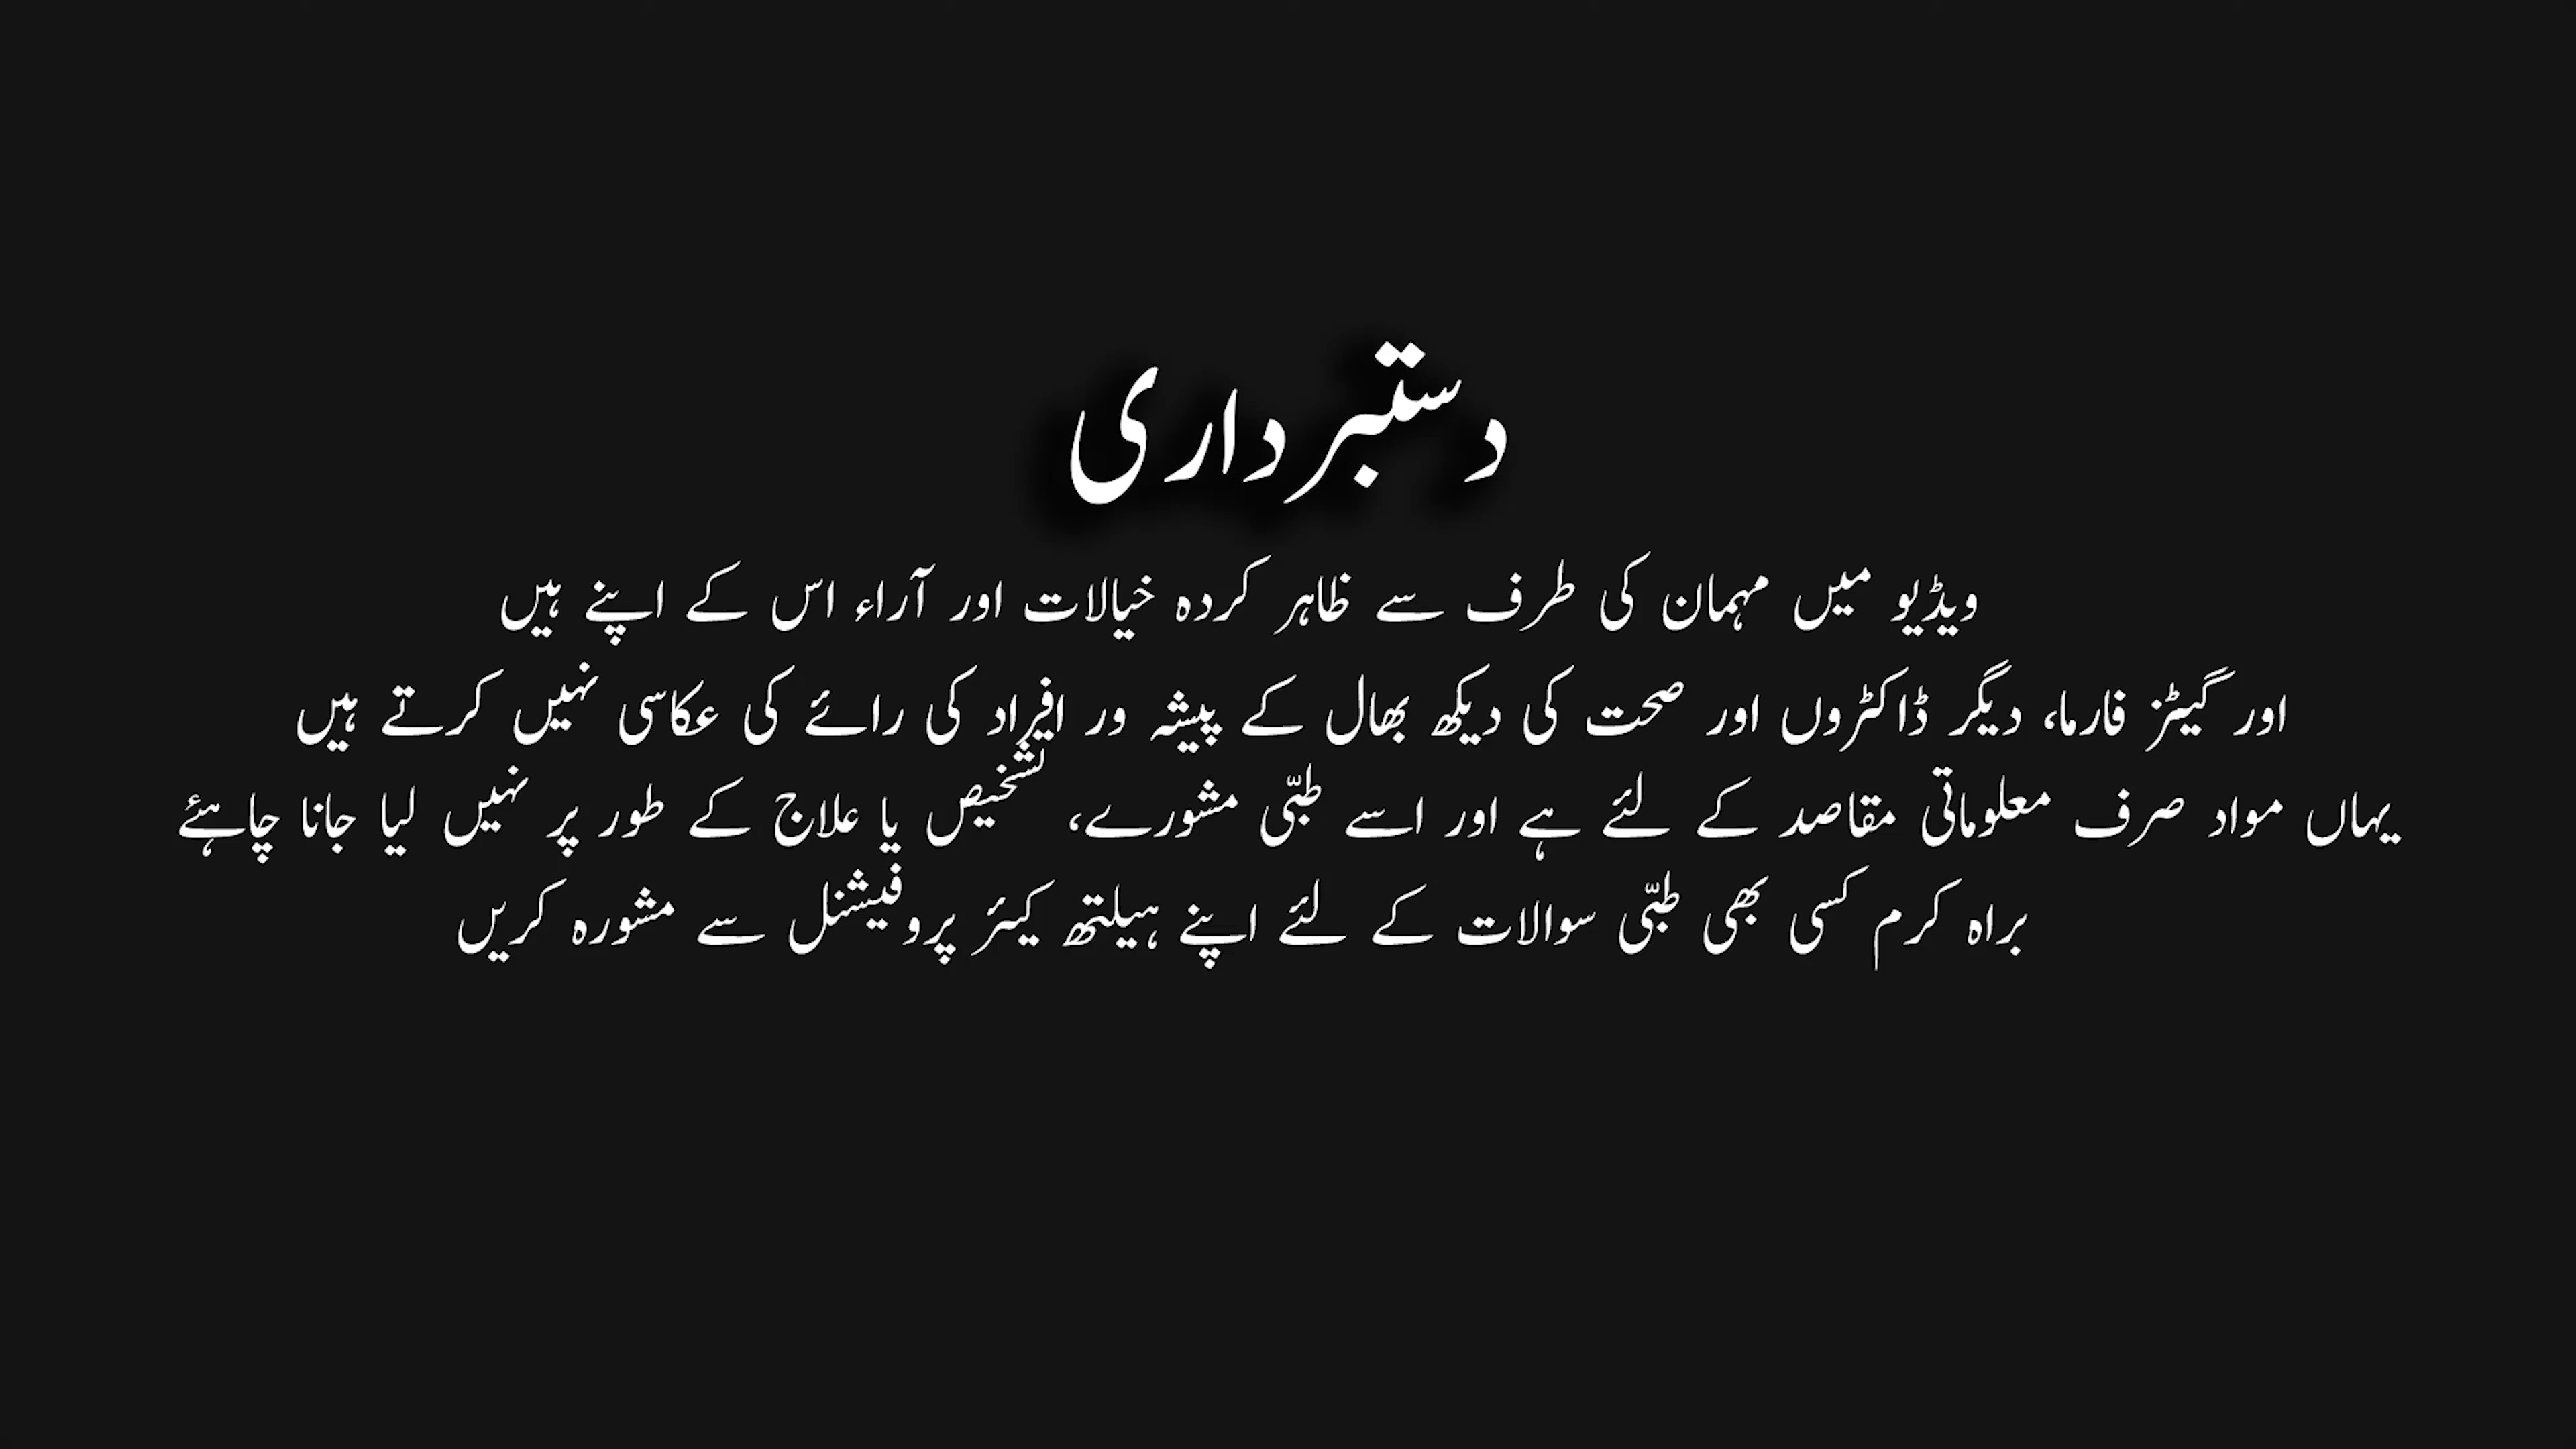 دستبرداری
ویڈیو میں مہمان کی طرف سے ظاہر کردہ خیالات اور آراء اس کے اپنے ہیں
اور گیٹز فارما، دیگر ڈاکٹروں اور صحت کی دیکھ بھال کے پیشہ ور افراد کی رائے کی عکاسی نہیں کرتے ہیں
یہاں مواد صرف معلوماتی مقاصد کے لئے ہے اور اسے طبّی مشورے، تشخیص یا علاج کے طور پر نہیں لیا جانا چاہئے
براہ کرم کسی بھی طبّی سوالات کے لئے اپنے ہیلتھ کیئر پروفیشنل سے مشورہ کریں